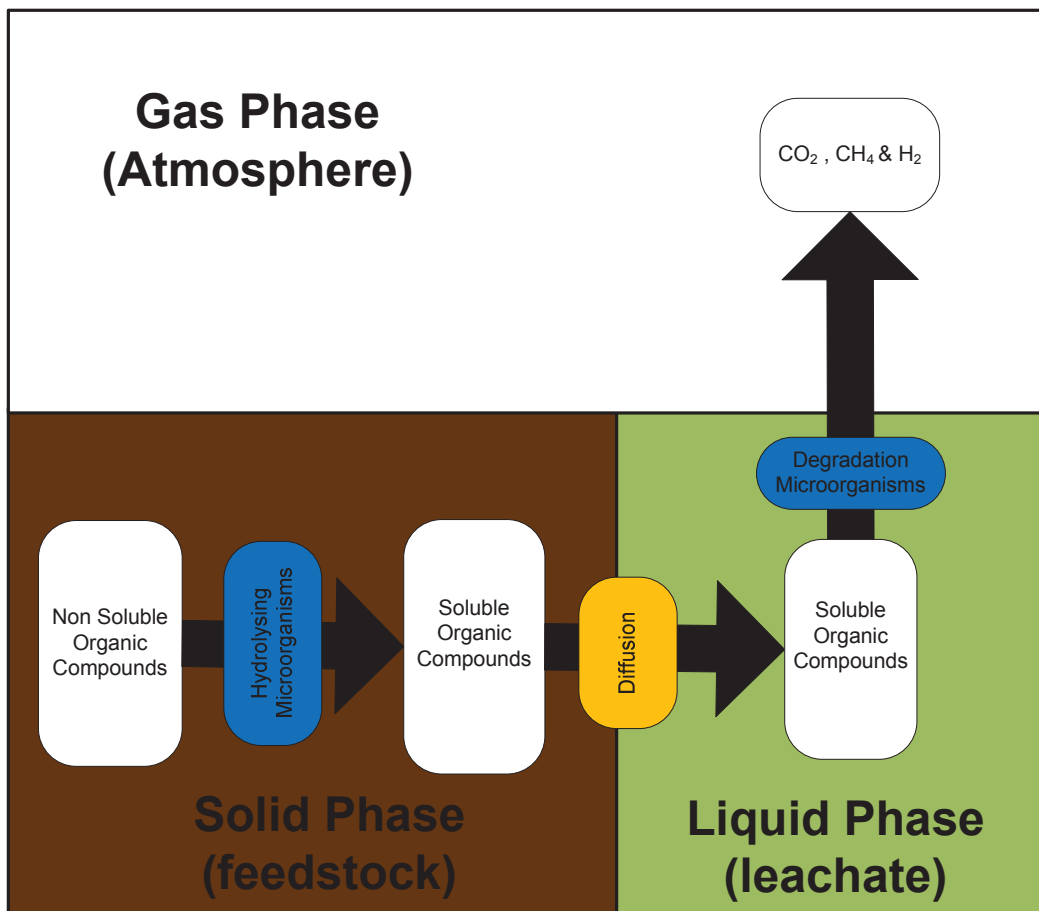 Gas Phase
(Atmosphere)
CO₂ , CH₄ & H₂
Degradation
Microorganisms
Non Soluble
Organic
Compounds
Hydrolysing
Microorganisms
Soluble
Organic
Compounds
Diffusion
Soluble
Organic
Compounds
Solid Phase
(feedstock)
Liquid Phase
(leachate)